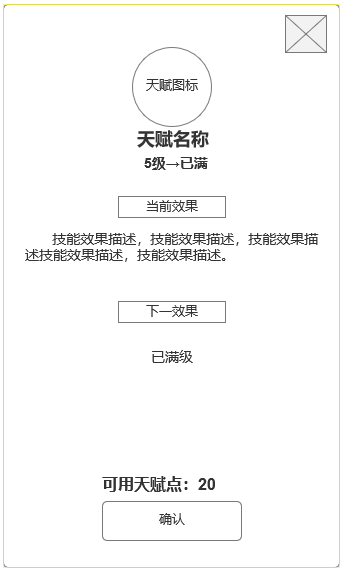 天赋图标
天赋名称
5级→已满
当前效果
技能效果描述，技能效果描述，技能效果描
述技能效果描述，技能效果描述。
下一效果
已满级
可用天赋点：20
确认